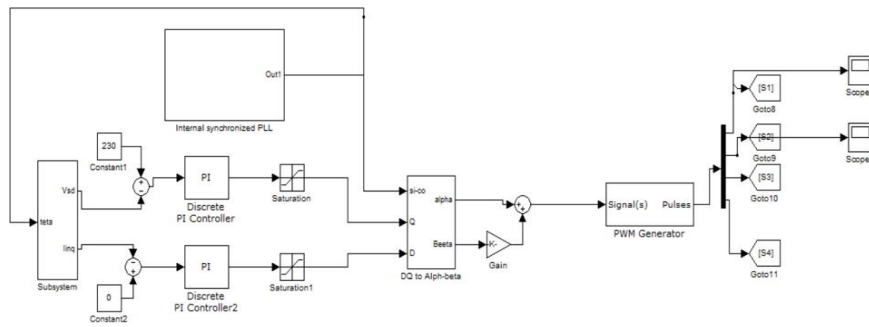 Out1
Internal synchronized PLL
230
Constant1
Vsd
teta
Iinq
Subsystem
0
Constant2
PI
Discrete
PI Controller
PI
Discrete
PI Controller2
Saturation
Saturation1
si-co
Q
D
alpha
Beeta
DQ to Alph-beta
K-
Gain
Signal(s)
Pulses
PWM Generator
[S1]
Goto8
[S2]
Goto9
[S3]
Goto10
[S4]
Goto11
Scope
Scope